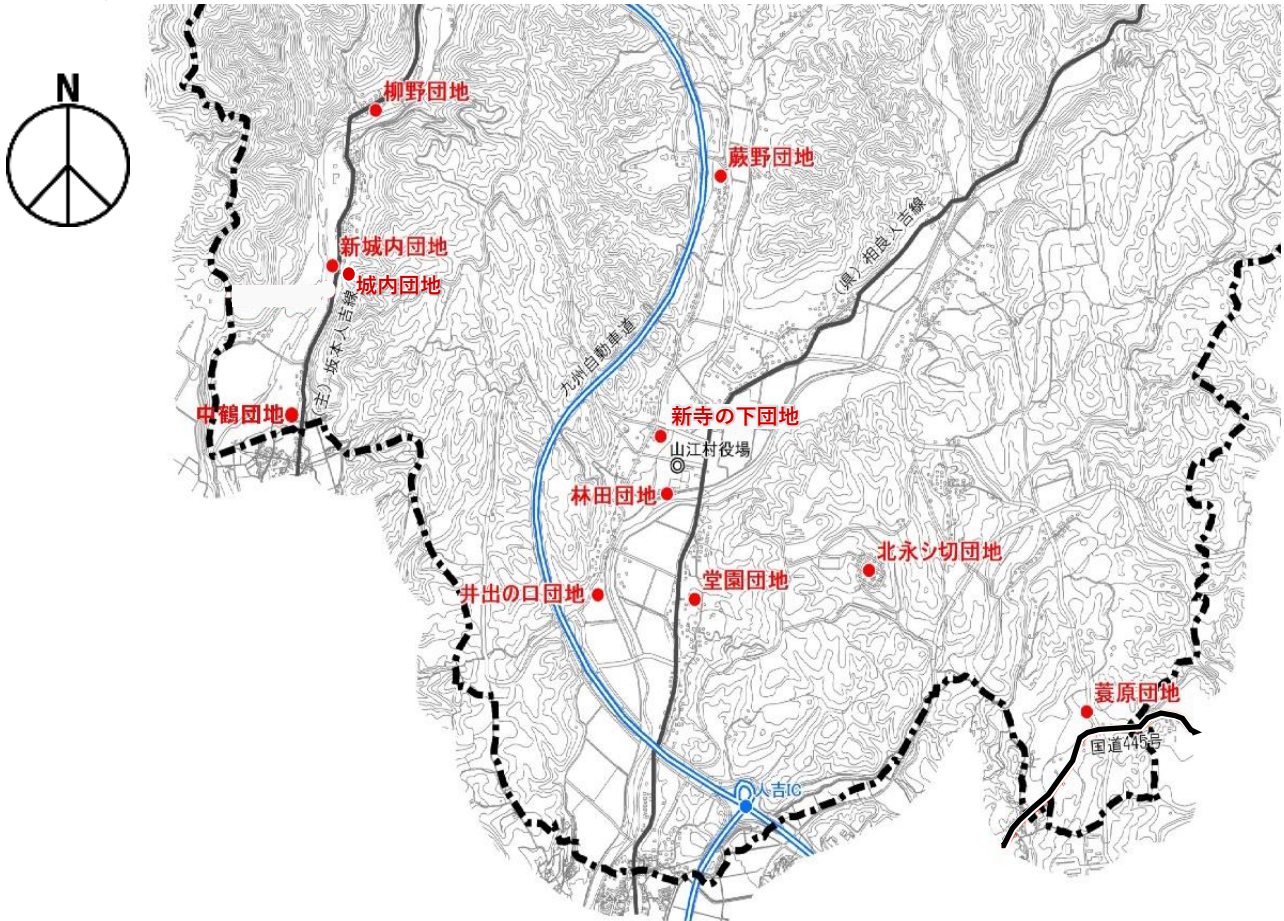 N
柳野団地
蕨野団地
(県)相良人吉線
新城内団地
城内団地
(主)坂本人吉線
九州自動車道
中鶴団地
新寺の下団地
山江村役場
林田団地
北永シ切団地
井出の口団地
堂園団地
蓑原団地
国道445号
人吉IC